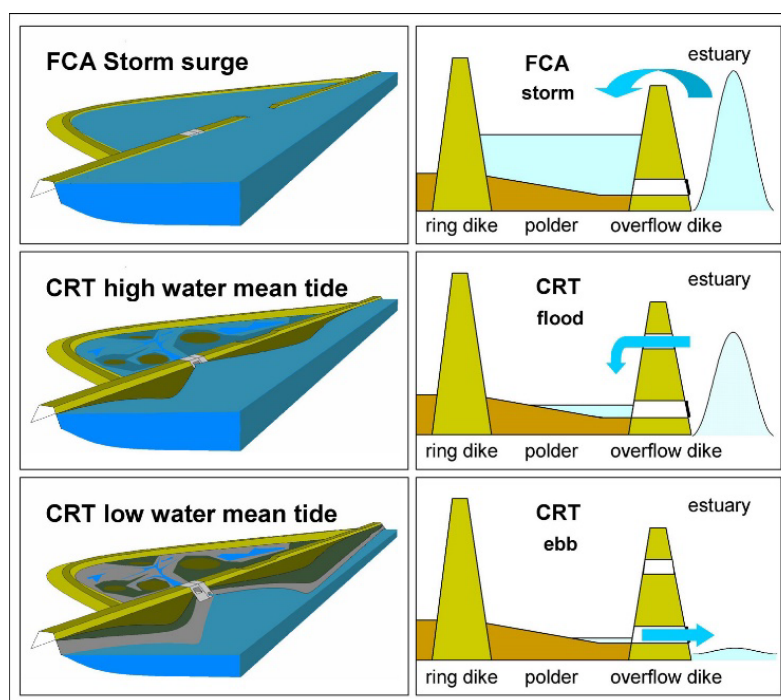 FCA Storm surge
FCA
storm
estuary
ring dike polder overflow dike
CRT high water mean tide
CRT
flood
estuary
ring dike polder overflow dike
CRT low water mean tide
CRT
ebb
estuary
ring dike polder overflow dike